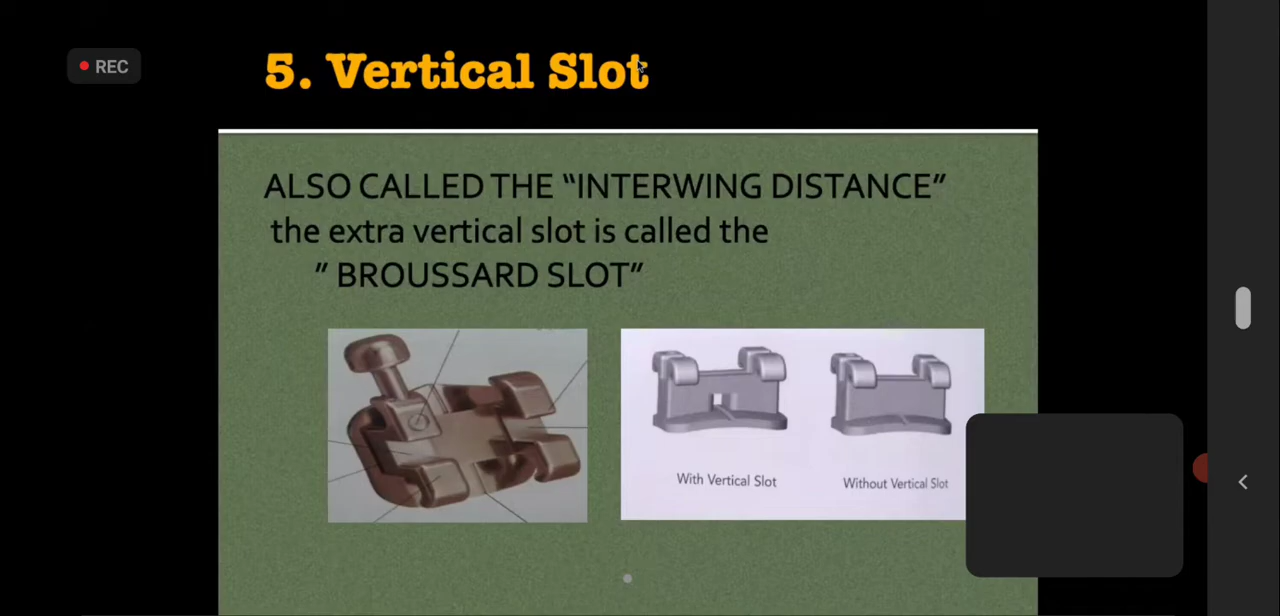 REC
5. Vertical Slot
ALSO CALLED THE “INTERWING DISTANCE”
the extra vertical slot is called the
” BROUSSARD SLOT”
With Vertical Slot
Without Vertical Slot